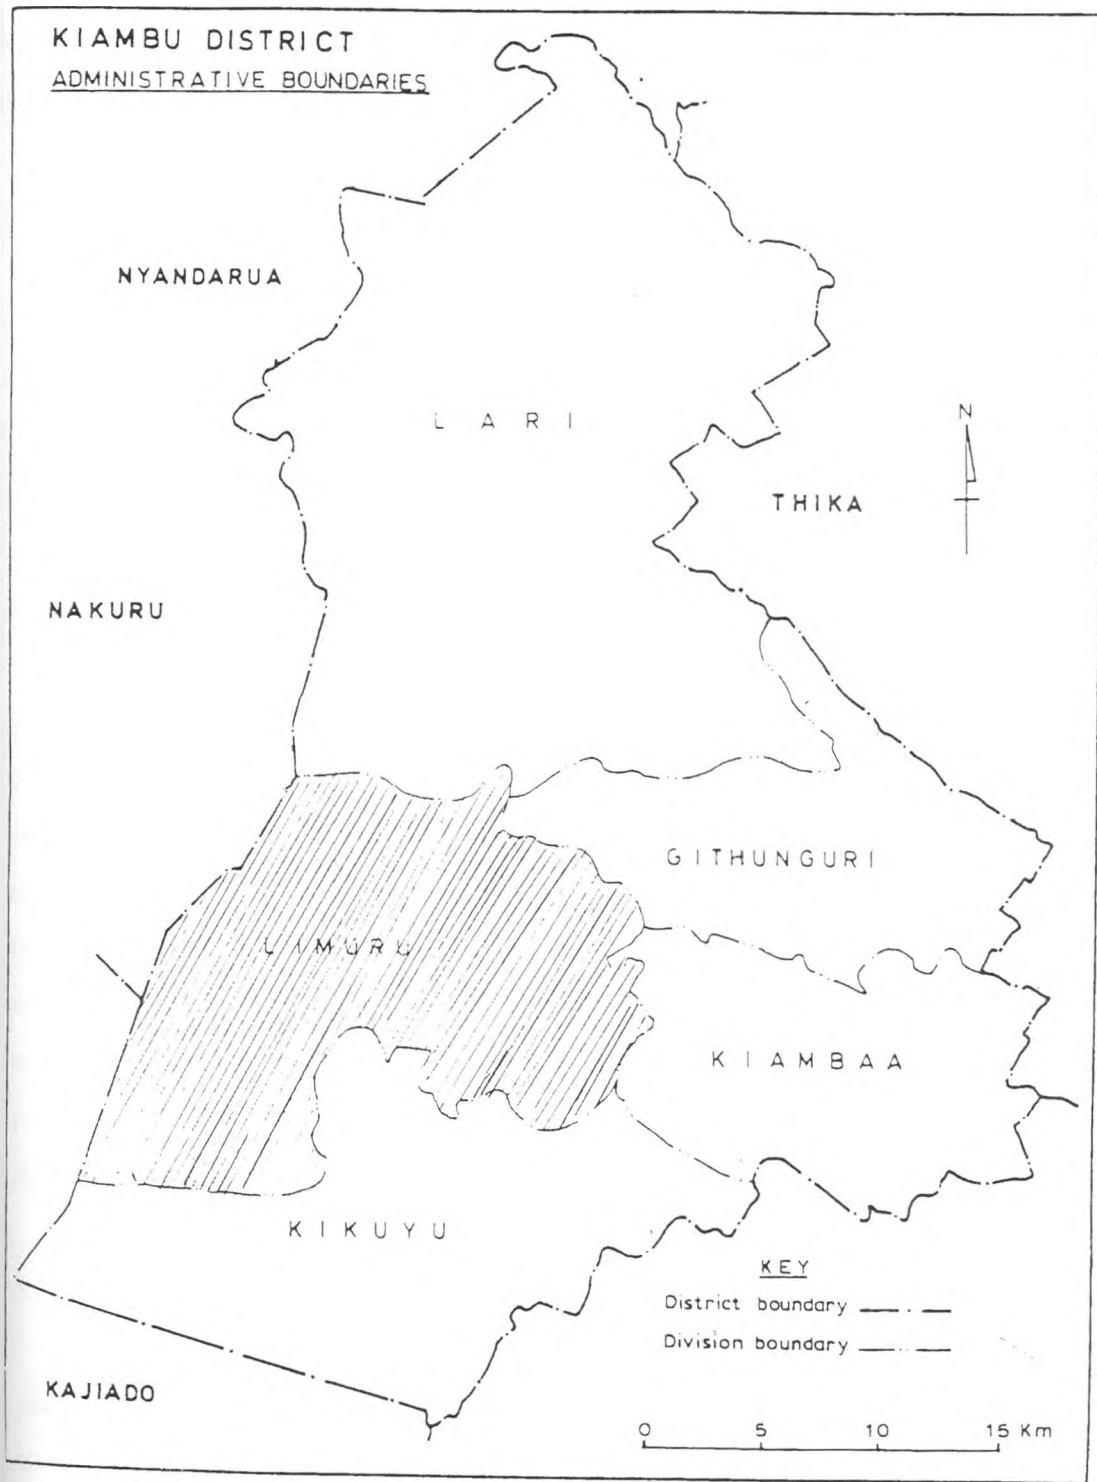 KIAMBU DISTRICT
ADMINISTRATIVE BOUNDARIES
NYANDARUA
LARI
N
THIKA
NAKURU
GITHUNGURI
LIMURU
KIAMBAA
KIKUYU
KEY
District boundary
Division boundary
KAJIADO
0 5 10 15 Km